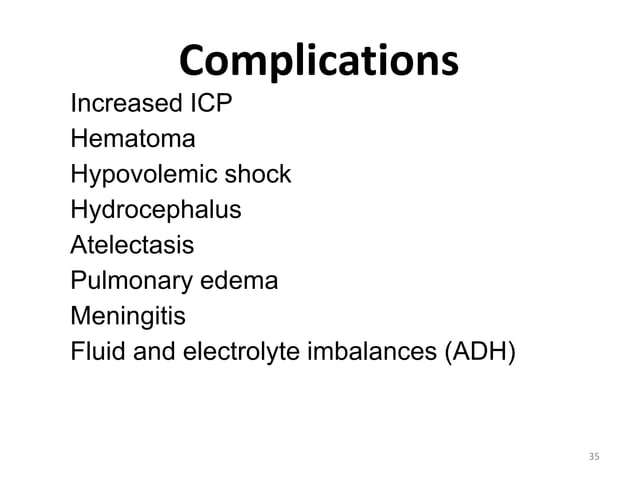 Complications
Increased ICP
Hematoma
Hypovolemic shock
Hydrocephalus
Atelectasis
Pulmonary edema
Meningitis
Fluid and electrolyte imbalances (ADH)
35